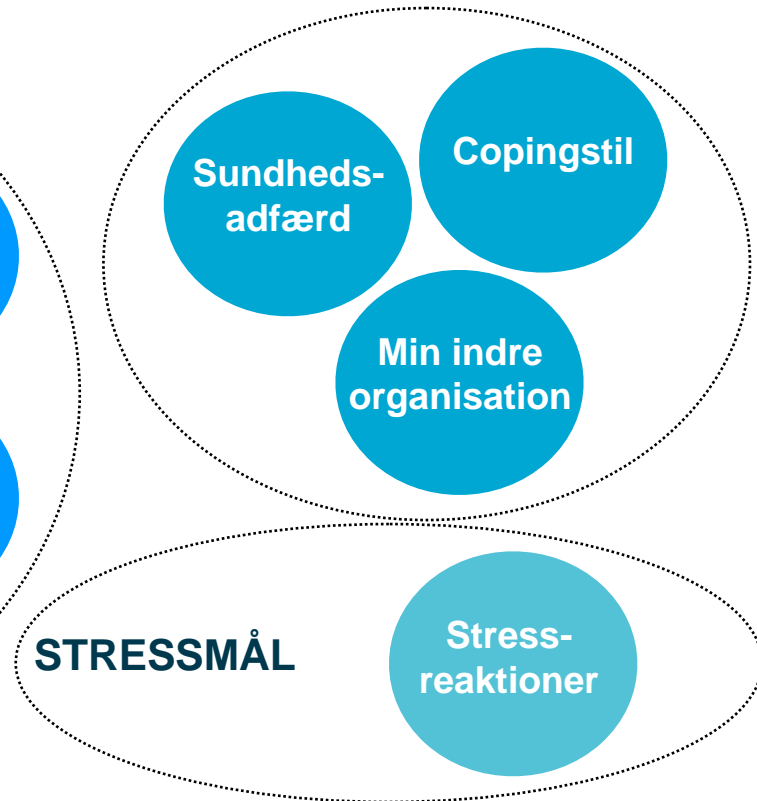 Sundheds-
adfærd
Copingstil
Min indre
organisation
STRESSMÅL
Stress-
reaktioner